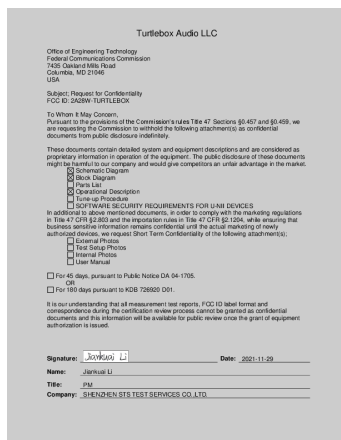 Turtlebox Audio LLC
Office of Engineering Technology
Federal Communications Commission
7435 Oakland Mills Road
Columbia, MD 21046
USA
Subject; Request for Confidentiality
FCC ID: 2A28W-TURTLEBOX
To Whom It May Concern,
Pursuant to the provisions of the Commission's rules Title 47 Sections §0.457 and §0.459, we
are requesting the Commission to withhold the following attachment(s) as confidential
documents from public disclosure indefinitely.
These documents contain detailed system and equipment descriptions and are considered as
proprietary information in operation of the equipment. The public disclosure of these documents
might be harmful to our company and would give competitors an unfair advantage in the market.
Schematic Diagram
Block Diagram
Parts List
Operational Description
Tune-up Procedure
SOFTWARE SECURITY REQUIREMENTS FOR U-NII DEVICES
In additional to above mentioned documents, in order to comply with the marketing regulations
in Title 47 CFR §2.803 and the importation rules in Title 47 CFR §2.1204, while ensuring that
business sensitive information remains confidential until the actual marketing of newly
authorized devices, we request Short Term Confidentiality of the following attachment(s);
External Photos
Test Setup Photos
Internal Photos
User Manual
For 45 days, pursuant to Public Notice DA 04-1705.
OR
For 180 days pursuant to KDB 726920 D01.
It is our understanding that all measurement test reports, FCC ID label format and
correspondence during the certification review process cannot be granted as confidential
documents and this information will be available for public review once the grant of equipment
authorization is issued.
Signature: Jiankuai Li Date: 2021-11-29
Name: Jiankuai Li
Title: PM
Company: SHENZHEN STS TEST SERVICES CO.,LTD.